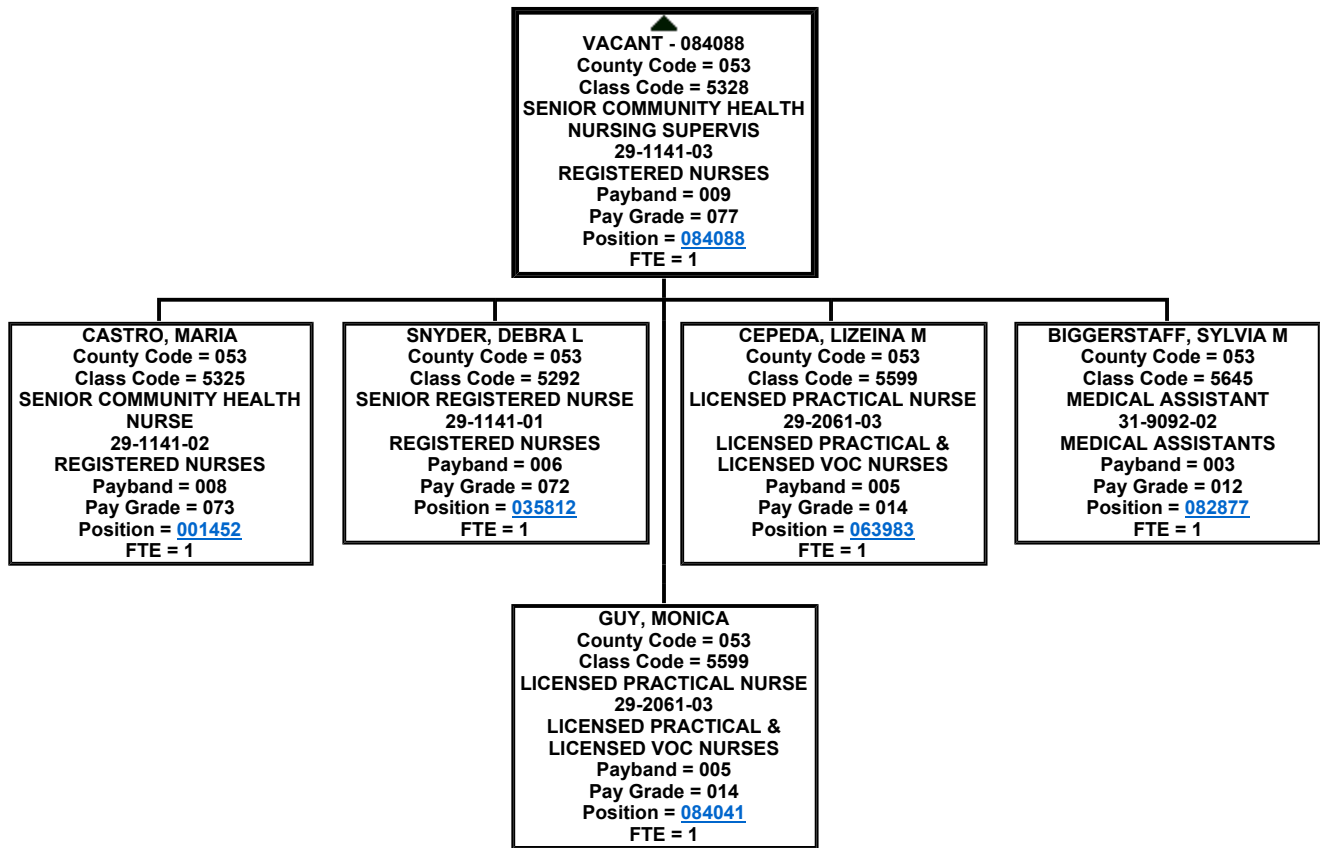 VACANT - 084088
County Code = 053
Class Code = 5328
SENIOR COMMUNITY HEALTH
NURSING SUPERVIS
29-1141-03
REGISTERED NURSES
Payband = 009
Pay Grade = 077
Position = 084088
FTE = 1
CASTRO, MARIA
County Code = 053
Class Code = 5325
SENIOR COMMUNITY HEALTH
NURSE
29-1141-02
REGISTERED NURSES
Payband = 008
Pay Grade = 073
Position = 001452
FTE = 1
SNYDER, DEBRA L
County Code = 053
Class Code = 5292
SENIOR REGISTERED NURSE
29-1141-01
REGISTERED NURSES
Payband = 006
Pay Grade = 072
Position = 035812
FTE = 1
CEPEDA, LIZEINA M
County Code = 053
Class Code = 5599
LICENSED PRACTICAL NURSE
29-2061-03
LICENSED PRACTICAL &
LICENSED VOC NURSES
Payband = 005
Pay Grade = 014
Position = 063983
FTE = 1
BIGGERSTAFF, SYLVIA M
County Code = 053
Class Code = 5645
MEDICAL ASSISTANT
31-9092-02
MEDICAL ASSISTANTS
Payband = 003
Pay Grade = 012
Position = 082877
FTE = 1
GUY, MONICA
County Code = 053
Class Code = 5599
LICENSED PRACTICAL NURSE
29-2061-03
LICENSED PRACTICAL &
LICENSED VOC NURSES
Payband = 005
Pay Grade = 014
Position = 084041
FTE = 1